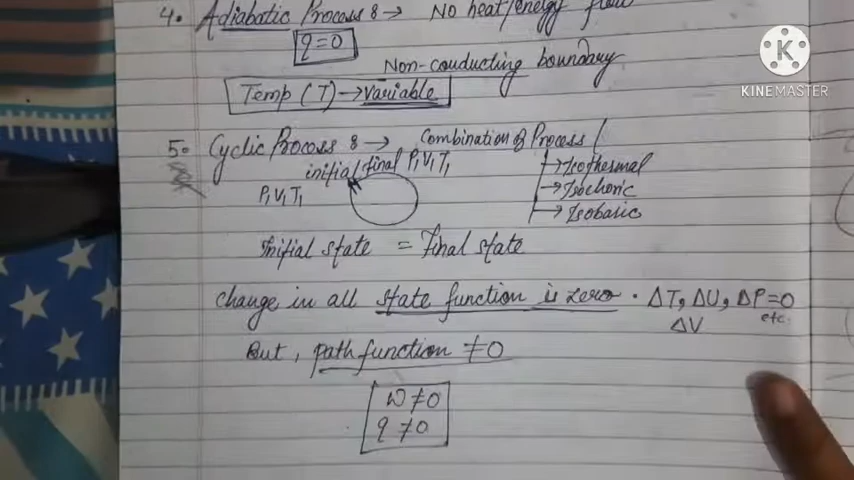 4. Adiabatic Process :→ No heat/energy flow
q=0
Non-conducting boundary
Temp (T) → Variable
KINEMASTER
5. Cyclic Process :→ Combination of Process
initial final P,V,T,
P,V,T,
→ Isothermal
→ Isochoric
→ Isobaric
Initial state = Final state
Change in all state function is zero. ΔT, ΔU, ΔP=0
ΔV etc.
But, path function ≠0
W≠0
q≠0